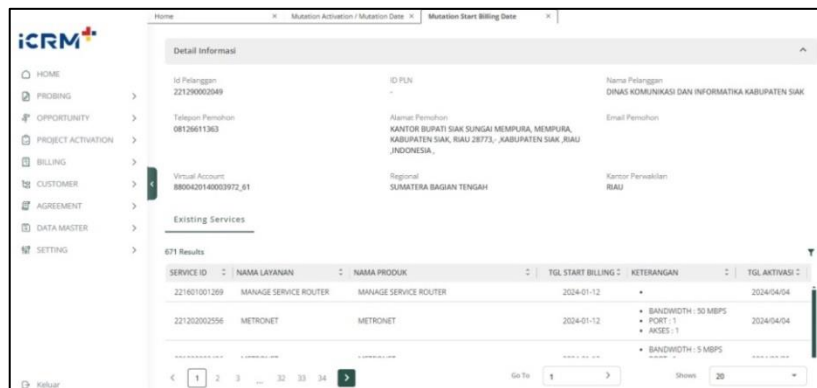 Home × Mutation Activation / Mutation Date × Mutation Start Billing Date ×
iCRM+
HOME
PROBING
OPPORTUNITY
PROJECT ACTIVATION
BILLING
CUSTOMER
AGREEMENT
DATA MASTER
SETTING
Keluar
Detail Informasi
Id Pelanggan ID PLN Nama Pelanggan
221290002049 - DINAS KOMUNIKASI DAN INFORMATIKA KABUPATEN SIAK
Telepon Pemohon Alamat Pemohon Email Pemohon
08126611363 KANTOR BUPATI SIAK SUNGAI MEMPURA, MEMPURA,
KABUPATEN SIAK, RIAU 28773,- ,KABUPATEN SIAK ,RIAU
,INDONESIA ,
Virtual Account Regional Kantor Perwakilan
8800420140003972_61 SUMATERA BAGIAN TENGAH RIAU
Existing Services
671 Results
SERVICE ID NAMA LAYANAN NAMA PRODUK TGL START BILLING KETERANGAN TGL AKTIVASI
221601001269 MANAGE SERVICE ROUTER MANAGE SERVICE ROUTER 2024-01-12 • 2024/04/04
• BANDWIDTH : 50 MBPS
221202002556 METRONET METRONET 2024-01-12 • PORT : 1 2024/04/04
• AKSES : 1
• BANDWIDTH : 5 MBPS
< 1 2 3 ... 32 33 34 > Go To 1 > Shows 20